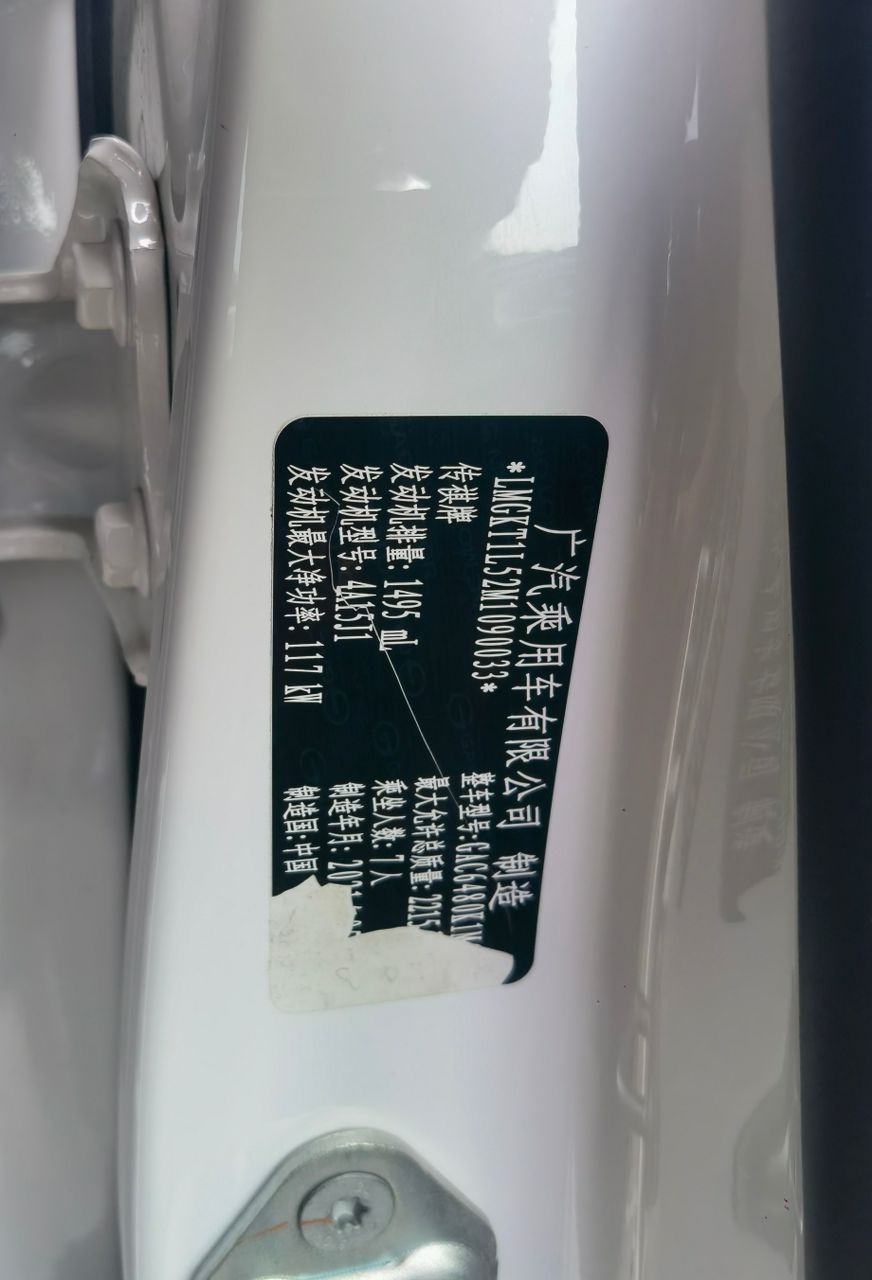 广汽乘用车有限公司 制造
*LMGKT1L52M1090033*
传祺牌 整车型号:GAC6480K1
发动机排量: 1495 mL 最大允许总质量: 2215
发动机型号: 4A15J1 乘坐人数: 7人
发动机最大净功率: 117 kW 制造年月: 2021
制造国: 中国